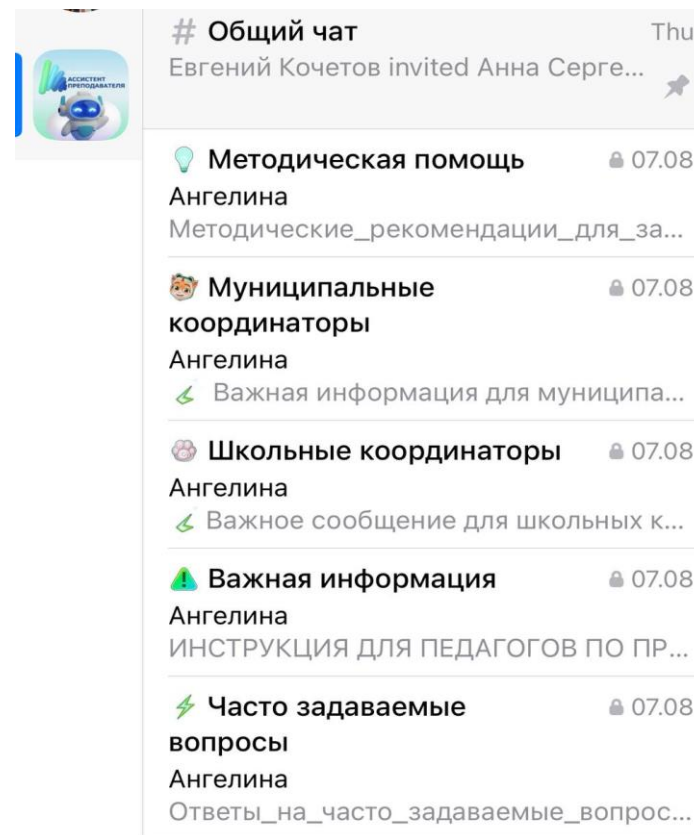 АССИСТЕНТ
ПРЕПОДАВАТЕЛЯ
# Общий чат Thu
Евгений Кочетов invited Анна Серге...
Методическая помощь 07.08
Ангелина
Методические_рекомендации_для_за...
Муниципальные 07.08
координаторы
Ангелина
Важная информация для муниципа...
Школьные координаторы 07.08
Ангелина
Важное сообщение для школьных к...
Важная информация 07.08
Ангелина
ИНСТРУКЦИЯ ДЛЯ ПЕДАГОГОВ ПО ПР...
Часто задаваемые 07.08
вопросы
Ангелина
Ответы_на_часто_задаваемые_вопрос...